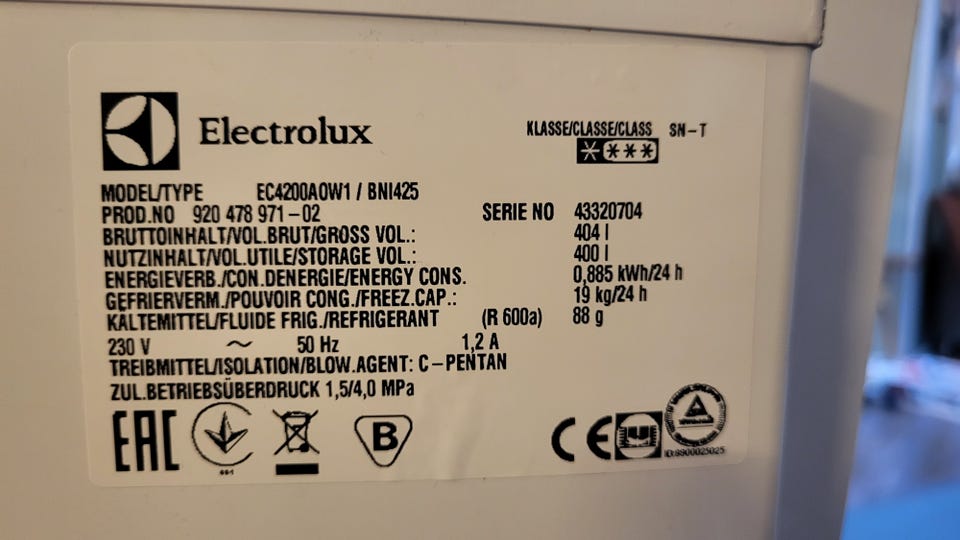 Electrolux
KLASSE/CLASSE/CLASS SN-T
MODEL/TYPE EC4200AOW1 / BNI425
PROD.NO 920 478 971-02 SERIE NO 43320704
BRUTTOINHALT/VOL.BRUT/GROSS VOL.: 404 l
NUTZINHALT/VOL.UTILE/STORAGE VOL.: 400 l
ENERGIEVERB./CON.DENERGIE/ENERGY CONS. 0,885 kWh/24 h
GEFRIERVERM./POUVOIR CONG./FREEZ.CAP.: 19 kg/24 h
KÄLTEMITTEL/FLUIDE FRIG./REFRIGERANT (R 600a) 88 g
230 V ~ 50 Hz 1,2 A
TREIBMITTEL/ISOLATION/BLOW.AGENT: C-PENTAN
ZUL.BETRIEBSÜBERDRUCK 1,5/4,0 MPa
EAC B CE
ID:8900025025